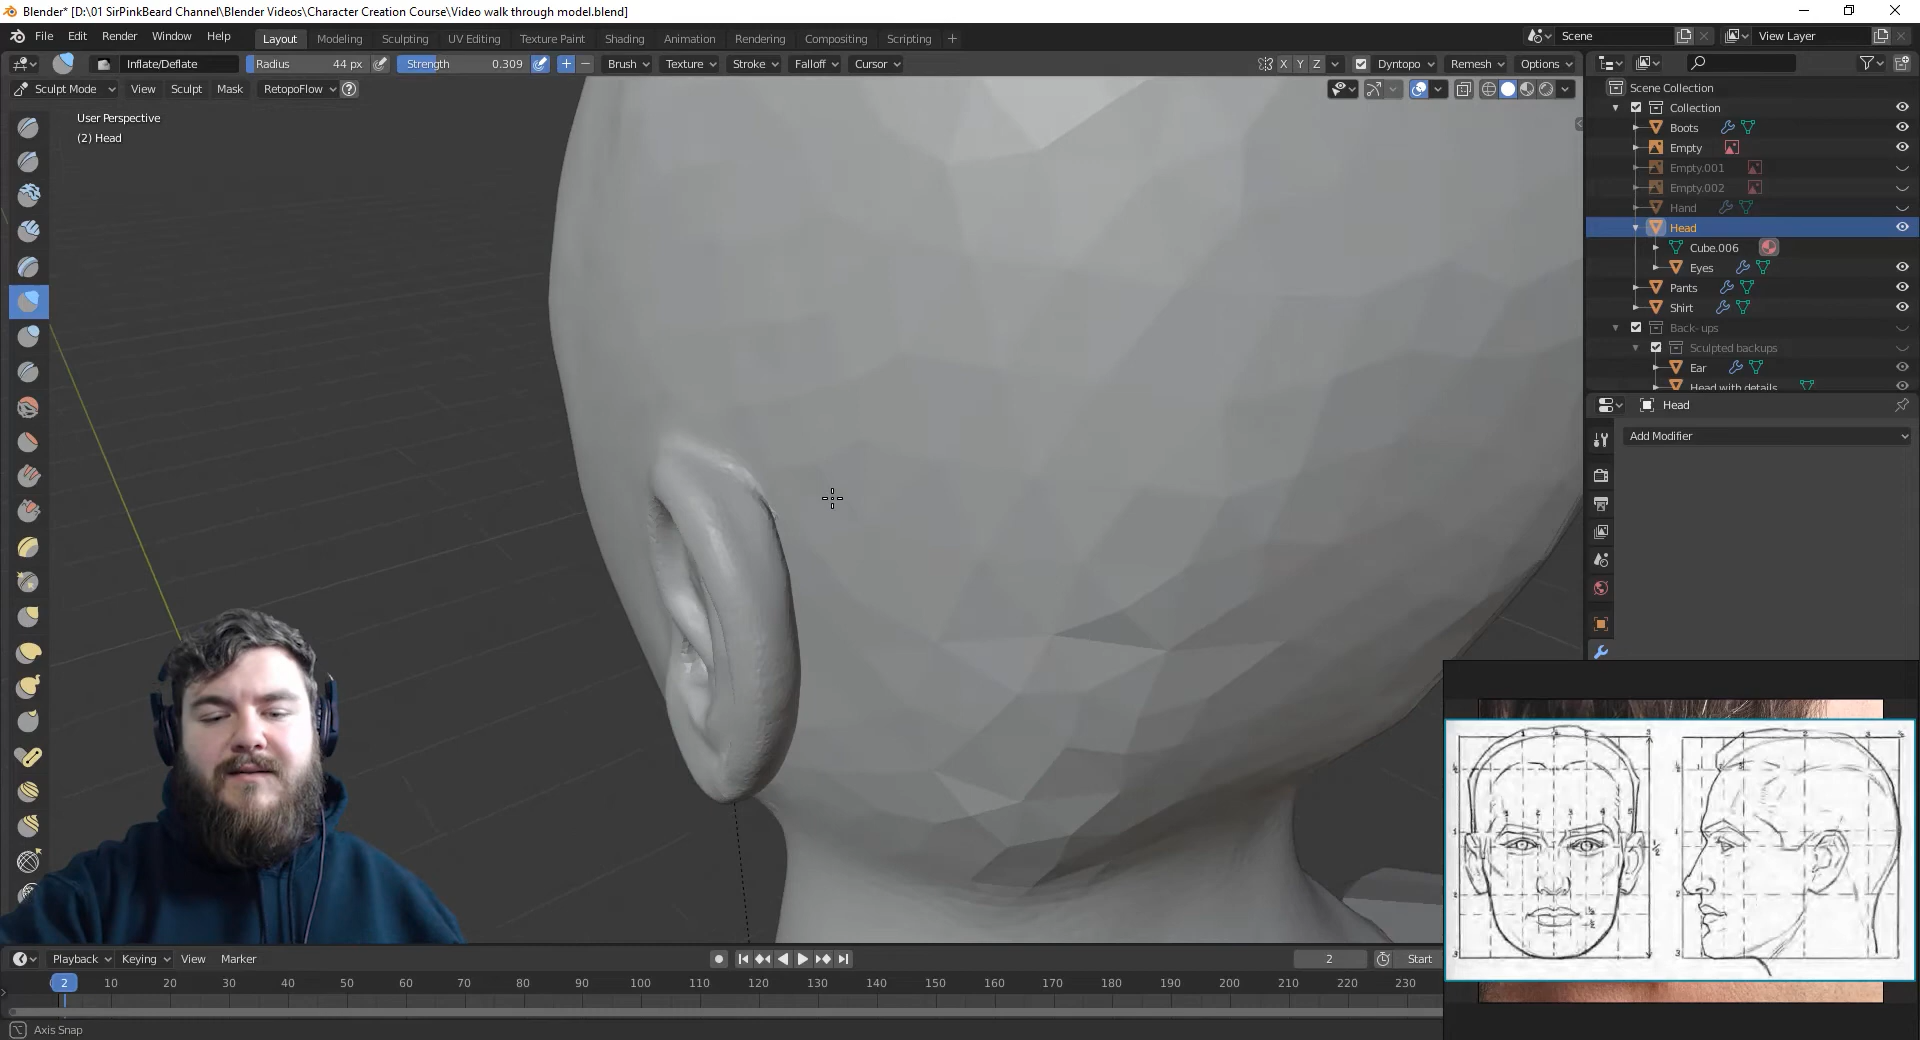 Blender* [D:\01 SirPinkBeard Channel\Blender Videos\Character Creation Course\Video walk through model.blend]
File Edit Render Window Help Layout Modeling Sculpting UV Editing Texture Paint Shading Animation Rendering Compositing Scripting + Scene View Layer
Inflate/Deflate Radius 44 px Strength 0.309 + − Brush Texture Stroke Falloff Cursor X Y Z Dyntopo Remesh Options
Sculpt Mode View Sculpt Mask RetopoFlow ?
User Perspective
(2) Head
Scene Collection
Collection
Boots
Empty
Empty.001
Empty.002
Hand
Head
Cube.006
Eyes
Pants
Shirt
Back-ups
Sculpted backups
Ear
Head with details
Head
Add Modifier
Playback Keying View Marker 2 Start
2 10 20 30 40 50 60 70 80 90 100 110 120 130 140 150 160 170 180 190 200 210 220 230
Axis Snap